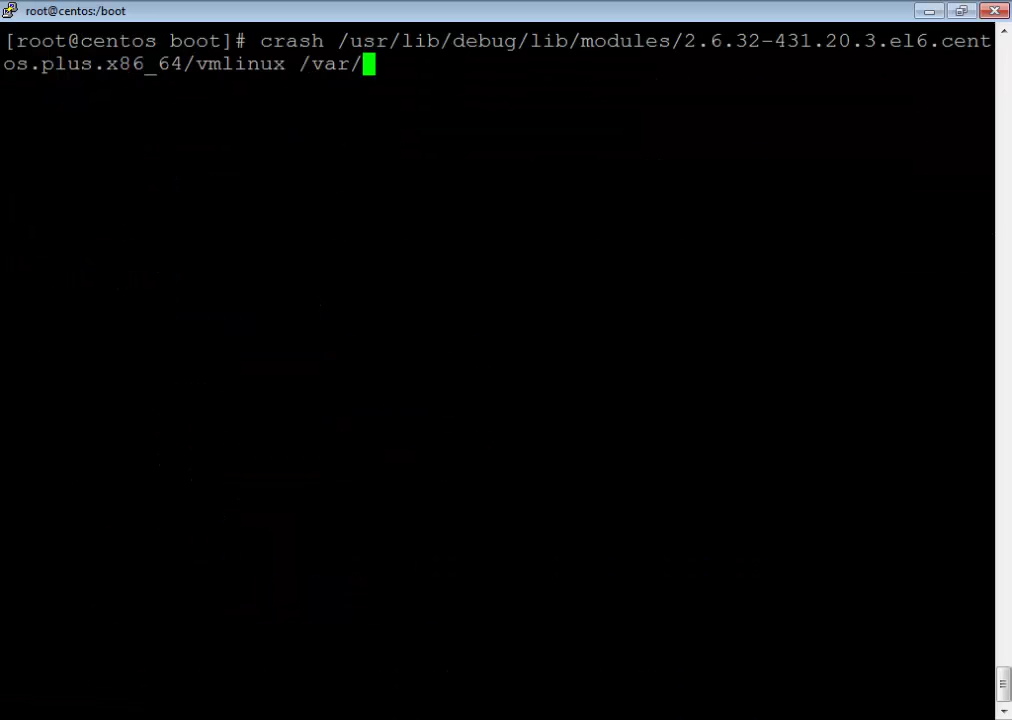 root@centos:/boot
[root@centos boot]# crash /usr/lib/debug/lib/modules/2.6.32-431.20.3.el6.cent
os.plus.x86_64/vmlinux /var/